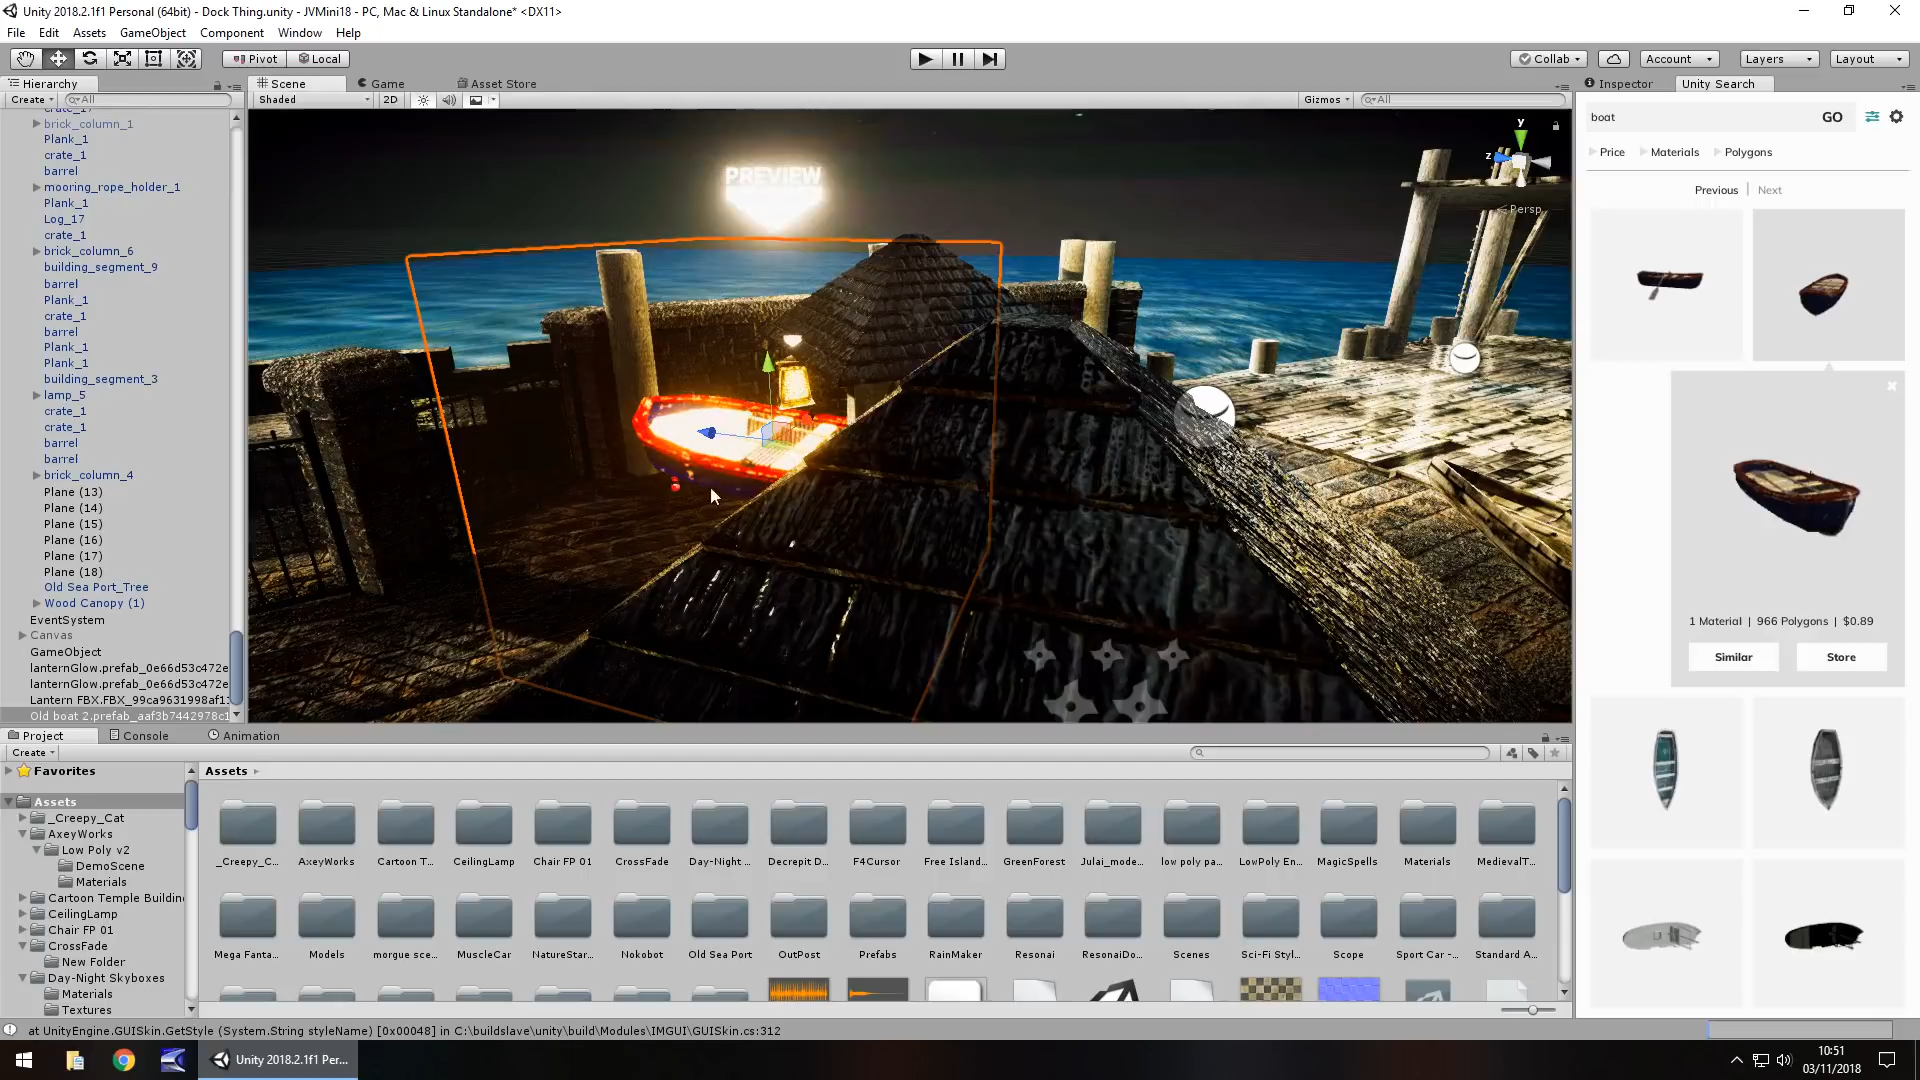 Unity 2018.2.1f1 Personal (64bit) - Dock Thing.unity - JVMini18 - PC, Mac & Linux Standalone* <DX11>
File Edit Assets GameObject Component Window Help
Pivot Local Collab Account Layers Layout
Hierarchy
Create All
brick_column_1
Plank_1
crate_1
barrel
mooring_rope_holder_1
Plank_1
Log_17
crate_1
brick_column_6
building_segment_9
barrel
Plank_1
crate_1
barrel
Plank_1
Plank_1
building_segment_3
lamp_5
crate_1
crate_1
barrel
barrel
brick_column_4
Plane (13)
Plane (14)
Plane (15)
Plane (16)
Plane (17)
Plane (18)
Old Sea Port_Tree
Wood Canopy (1)
EventSystem
Canvas
GameObject
lanternGlow.prefab_0e66d53c472e
lanternGlow.prefab_0e66d53c472e
Lantern FBX.FBX_99ca9631998af1
Old boat 2.prefab_aaf3b7442978c1
Scene Game Asset Store
Shaded 2D Gizmos All
PREVIEW
y
z
Persp
Inspector Unity Search
boat GO
Price Materials Polygons
Previous | Next
1 Material | 966 Polygons | $0.89
Similar Store
Project Console Animation
Create
Favorites
Assets
_Creepy_Cat
AxeyWorks
Low Poly v2
DemoScene
Materials
Cartoon Temple Buildin
CeilingLamp
Chair FP 01
CrossFade
New Folder
Day-Night Skyboxes
Materials
Textures
Assets
_Creepy_C... AxeyWorks Cartoon T... CeilingLamp Chair FP 01 CrossFade Day-Night ... Decrepit D... F4Cursor Free Island... GreenForest Julai_mode... low poly pa... LowPoly En... MagicSpells Materials MedievalT...
Mega Fanta... Models morgue sce... MuscleCar NatureStar... Nokobot Old Sea Port OutPost Prefabs RainMaker Resonai ResonaiDo... Scenes Sci-Fi Styl... Scope Sport Car -... Standard A...
at UnityEngine.GUISkin.GetStyle (System.String styleName) [0x00048] in C:\buildslave\unity\build\Modules\IMGUI\GUISkin.cs:312
Unity 2018.2.1f1 Per...
10:51
03/11/2018